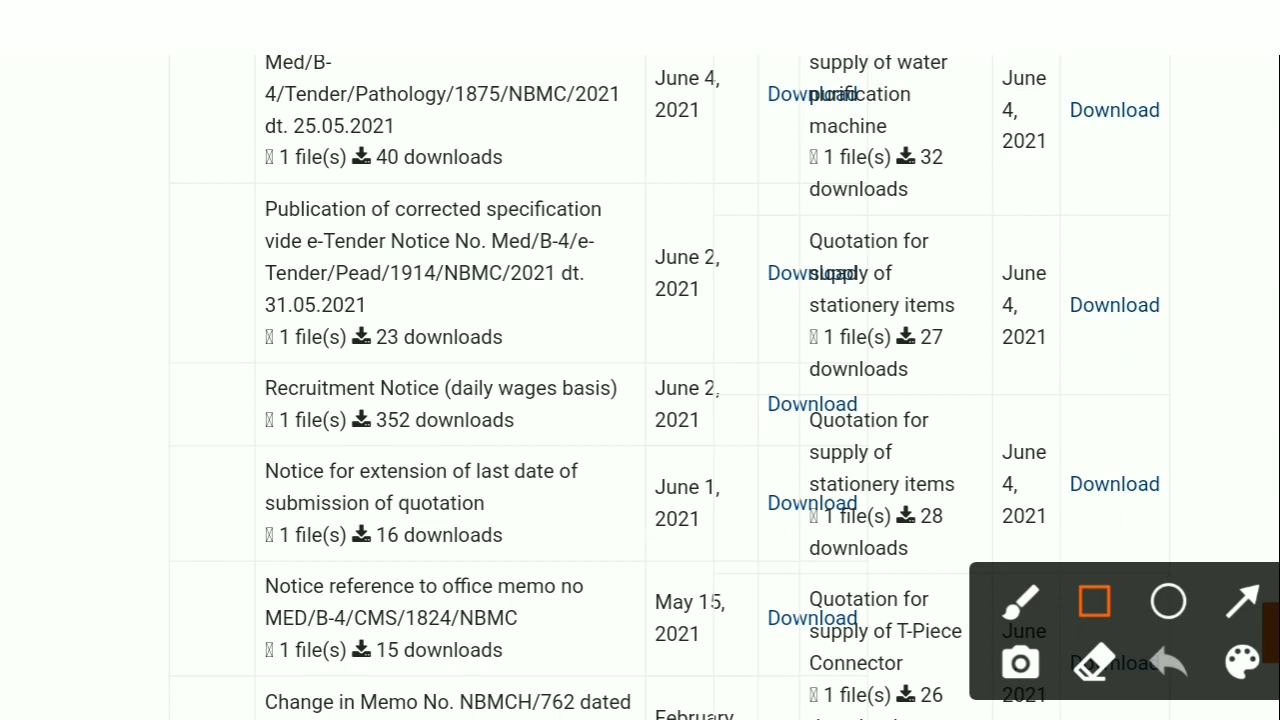 Med/B-
4/Tender/Pathology/1875/NBMC/2021
dt. 25.05.2021
1 file(s) 40 downloads
June 4,
2021
Download
Publication of corrected specification
vide e-Tender Notice No. Med/B-4/e-
Tender/Pead/1914/NBMC/2021 dt.
31.05.2021
1 file(s) 23 downloads
June 2,
2021
Download
Recruitment Notice (daily wages basis)
1 file(s) 352 downloads
June 2,
2021
Download
Notice for extension of last date of
submission of quotation
1 file(s) 16 downloads
June 1,
2021
Download
Notice reference to office memo no
MED/B-4/CMS/1824/NBMC
1 file(s) 15 downloads
May 15,
2021
Download
Change in Memo No. NBMCH/762 dated
February
supply of water
purification
machine
1 file(s) 32
downloads
June
4,
2021
Download
Quotation for
supply of
stationery items
1 file(s) 27
downloads
June
4,
2021
Download
Quotation for
supply of
stationery items
1 file(s) 28
downloads
June
4,
2021
Download
Quotation for
supply of T-Piece
Connector
1 file(s) 26
June
2021
Download